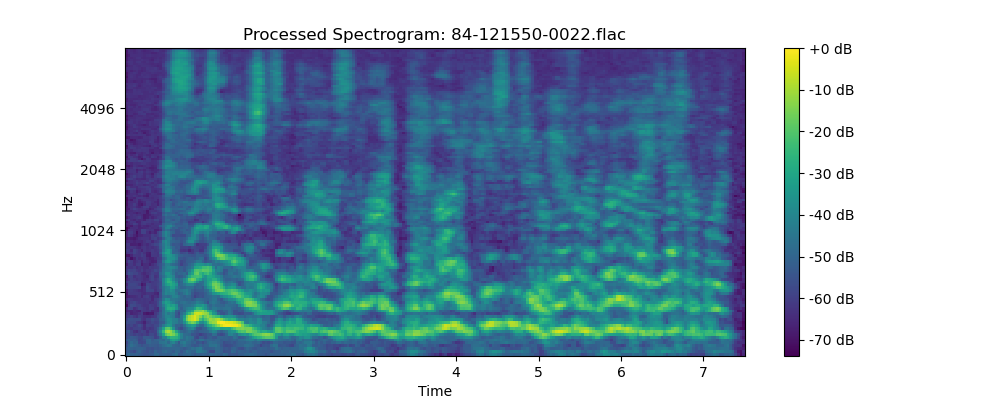 Processed Spectrogram: 84-121550-0022.flac
Hz
4096
2048
1024
512
0
0 1 2 3 4 5 6 7
Time
+0 dB
-10 dB
-20 dB
-30 dB
-40 dB
-50 dB
-60 dB
-70 dB